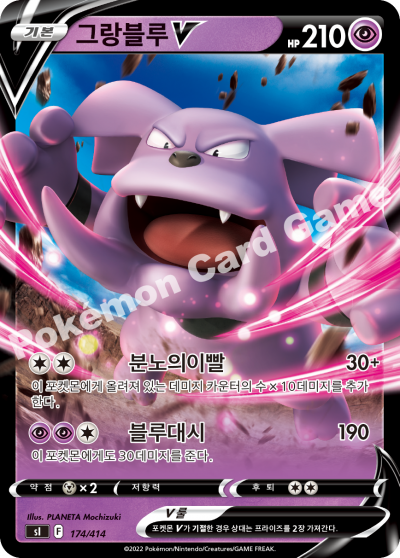 기본 그랑블루 V HP 210
Pokémon Card Game
분노의이빨 30+
이 포켓몬에게 올려져 있는 데미지 카운터의 수×10데미지를 추가
한다.
블루대시 190
이 포켓몬에게도 30데미지를 준다.
약점 ×2 저항력 후퇴
Illus. PLANETA Mochizuki
V 룰
sI F 174/414
포켓몬 V가 기절한 경우 상대는 프라이즈를 2장 가져간다.
©2022 Pokémon/Nintendo/Creatures/GAME FREAK.